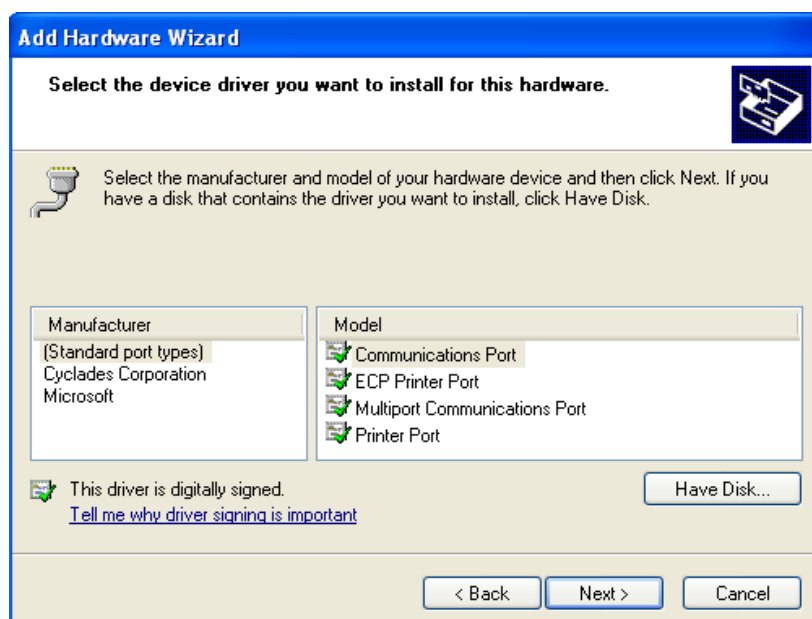 Add Hardware Wizard
Select the device driver you want to install for this hardware.
Select the manufacturer and model of your hardware device and then click Next. If you
have a disk that contains the driver you want to install, click Have Disk.
Manufacturer
(Standard port types)
Cyclades Corporation
Microsoft
Model
Communications Port
ECP Printer Port
Multiport Communications Port
Printer Port
This driver is digitally signed.
Tell me why driver signing is important
Have Disk...
< Back
Next >
Cancel